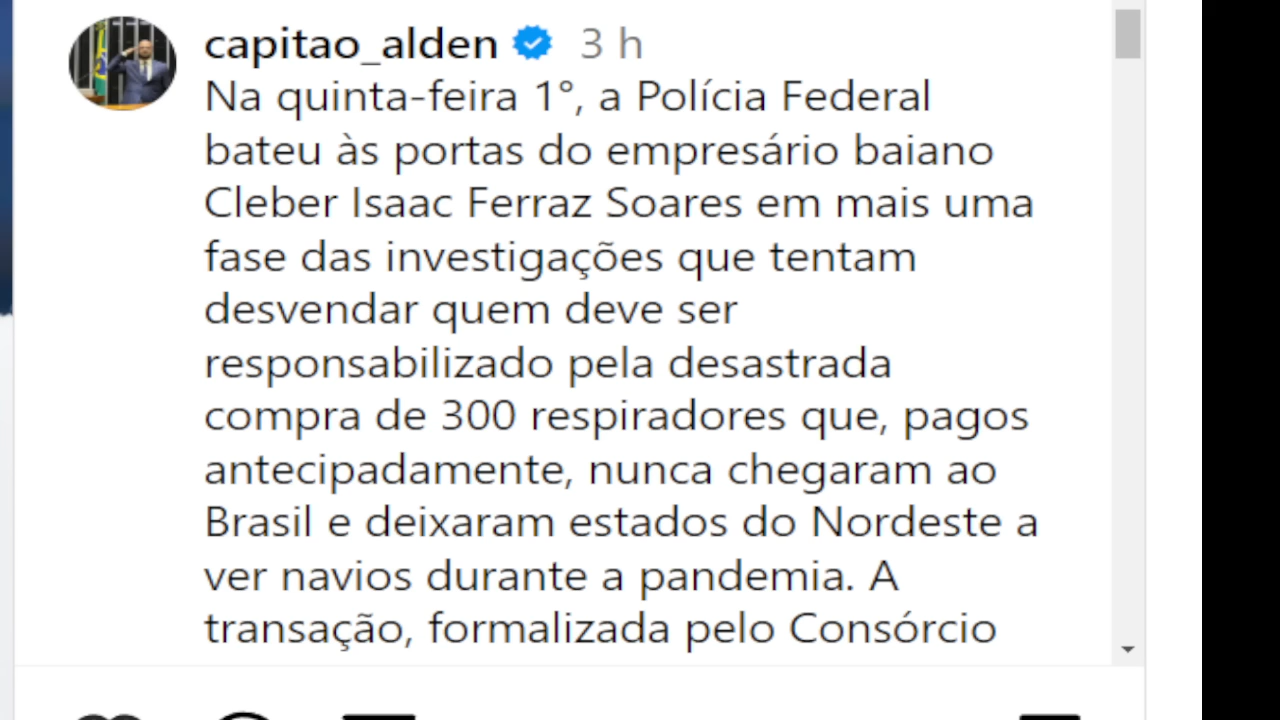 capitao_alden 3 h
Na quinta-feira 1°, a Polícia Federal
bateu às portas do empresário baiano
Cleber Isaac Ferraz Soares em mais uma
fase das investigações que tentam
desvendar quem deve ser
responsabilizado pela desastrada
compra de 300 respiradores que, pagos
antecipadamente, nunca chegaram ao
Brasil e deixaram estados do Nordeste a
ver navios durante a pandemia. A
transação, formalizada pelo Consórcio